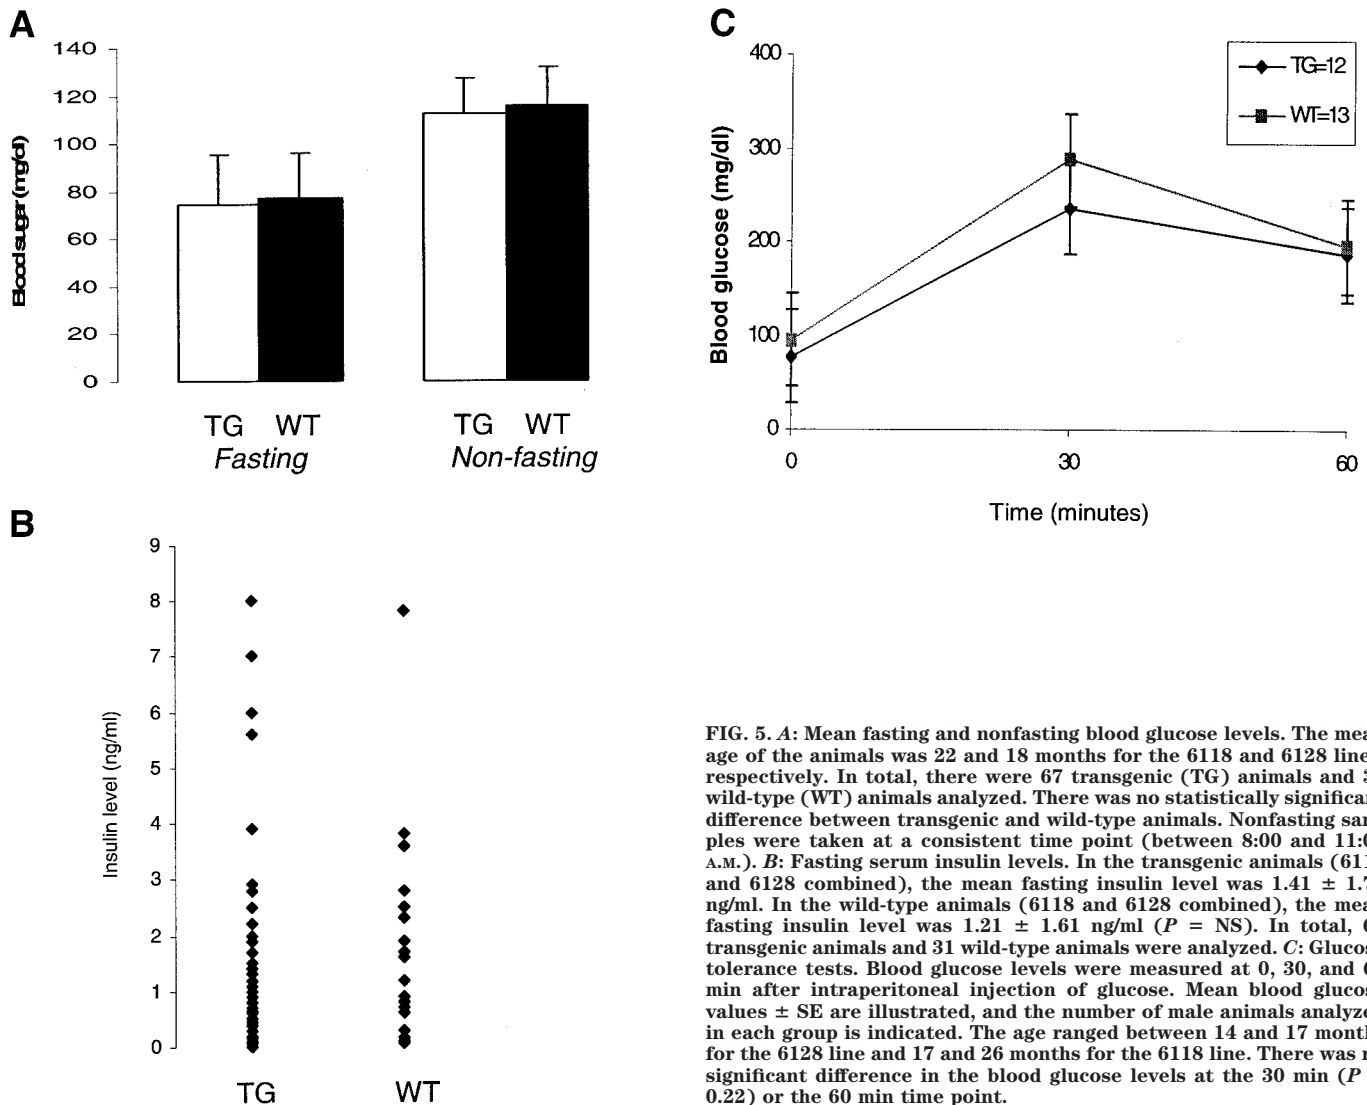 A
140
120
100
80
60
40
20
0
Blood sugar (mg/dl)
TG WT
Fasting
TG WT
Non-fasting
B
9
8
7
6
5
4
3
2
1
0
Insulin level (ng/ml)
TG
WT
C
400
300
200
100
0
Blood glucose (mg/dl)
TG=12
WT=13
0
30
60
Time (minutes)
FIG. 5. A: Mean fasting and nonfasting blood glucose levels. The
age of the animals was 22 and 18 months for the 6118 and 6128
respectively. In total, there were 67 transgenic (TG) animals and
wild-type (WT) animals analyzed. There was no statistically
difference between transgenic and wild-type animals. Nonfasting
ples were taken at a consistent time point (between 8:00 and
A.M.). B: Fasting serum insulin levels. In the transgenic animals
and 6128 combined), the mean fasting insulin level was 1.41 ±
ng/ml. In the wild-type animals (6118 and 6128 combined), the
fasting insulin level was 1.21 ± 1.61 ng/ml (P = NS). In total,
transgenic animals and 31 wild-type animals were analyzed. C:
tolerance tests. Blood glucose levels were measured at 0, 30, and
min after intraperitoneal injection of glucose. Mean blood
values ± SE are illustrated, and the number of male animals
in each group is indicated. The age ranged between 14 and 17
for the 6128 line and 17 and 26 months for the 6118 line. There was
significant difference in the blood glucose levels at the 30 min (P
0.22) or the 60 min time point.